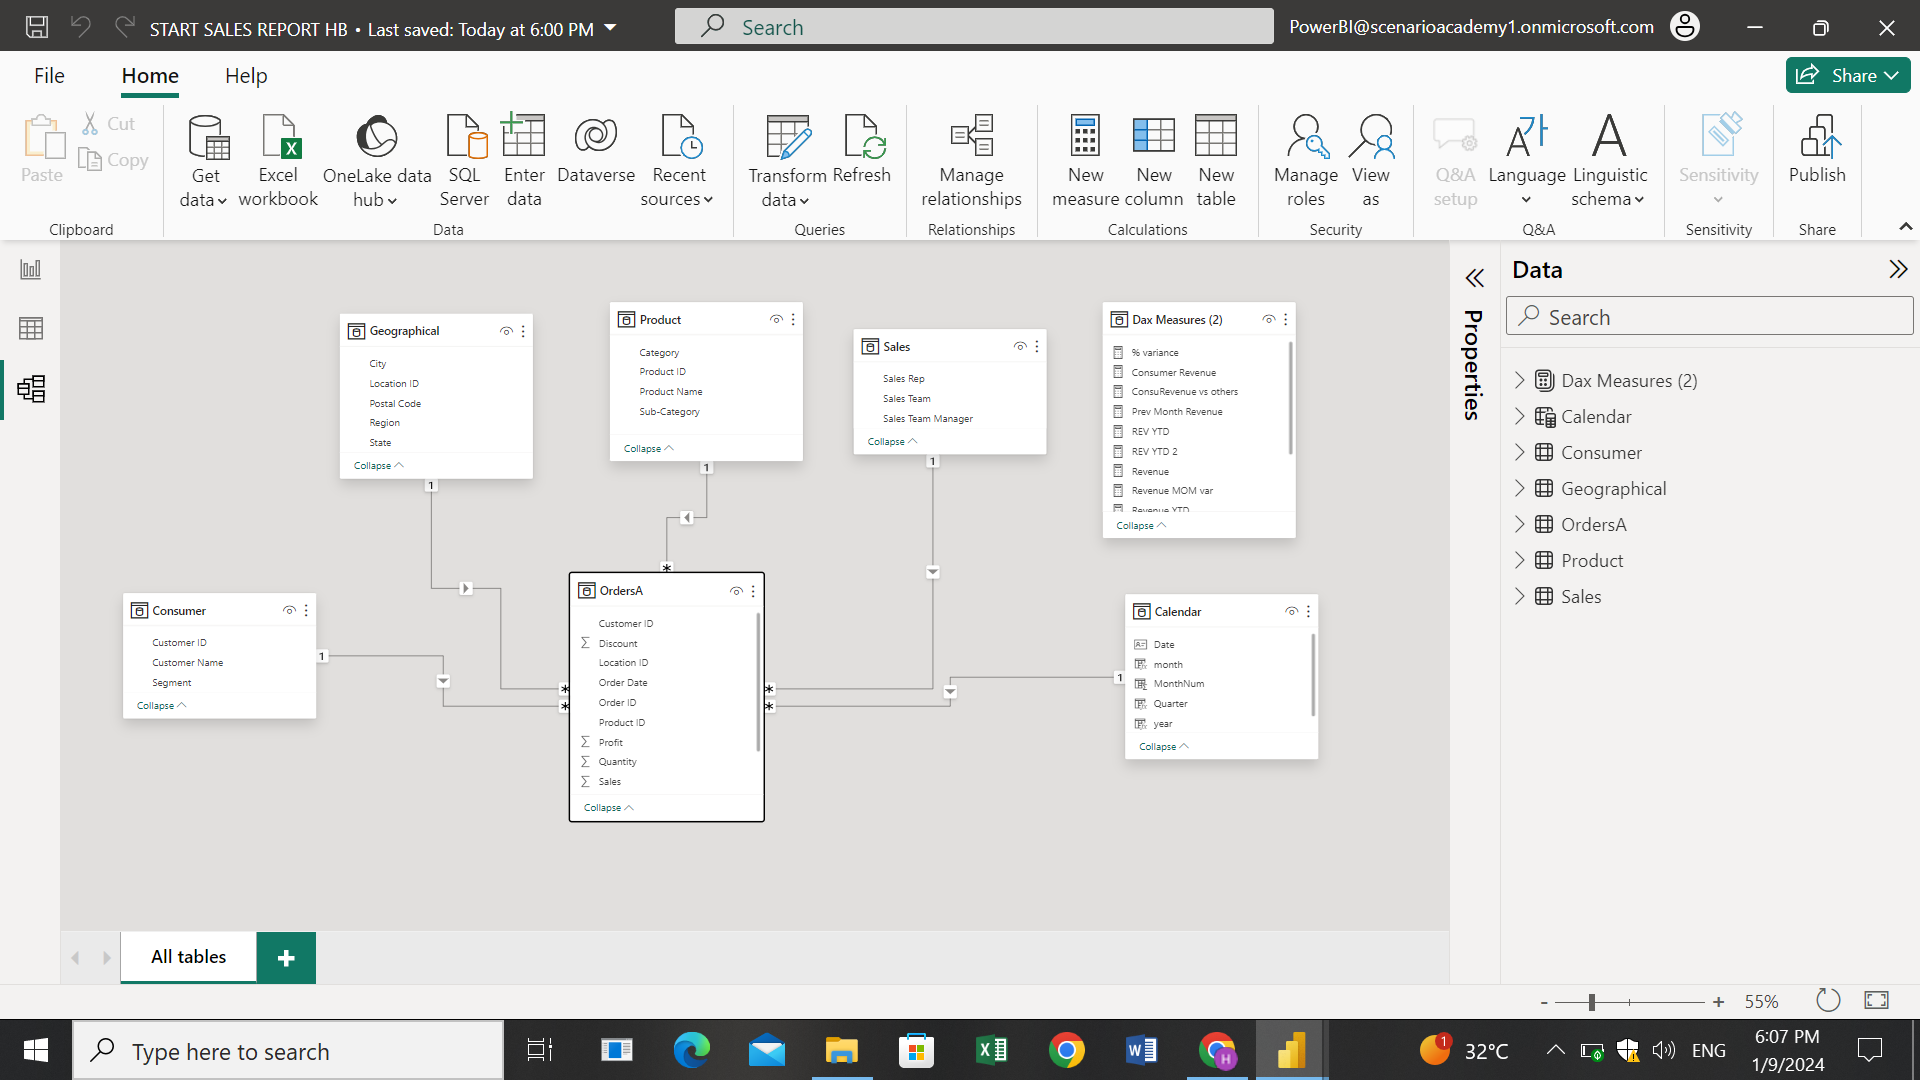 START SALES REPORT HB • Last saved: Today at 6:00 PM
Search
PowerBI@scenarioacademy1.onmicrosoft.com
File
Home
Help
Share
Paste
Cut
Copy
Clipboard
Get data
Excel workbook
OneLake data hub
SQL Server
Enter data
Dataverse
Recent sources
Data
Transform data
Refresh
Queries
Manage relationships
Relationships
New measure
New column
New table
Calculations
Manage roles
View as
Security
Q&A setup
Language
Linguistic schema
Q&A
Sensitivity
Sensitivity
Publish
Share
Geographical
City
Location ID
Postal Code
Region
State
Collapse
1
Product
Category
Product ID
Product Name
Sub-Category
Collapse
1
*
Sales
Sales Rep
Sales Team
Sales Team Manager
Collapse
1
Dax Measures (2)
% variance
Consumer Revenue
ConsuRevenue vs others
Prev Month Revenue
REV YTD
REV YTD 2
Revenue
Revenue MOM var
Revenue YTD
Collapse
Consumer
Customer ID
Customer Name
Segment
Collapse
1
*
*
OrdersA
Customer ID
Discount
Location ID
Order Date
Order ID
Product ID
Profit
Quantity
Sales
Collapse
*
*
1
Calendar
Date
month
MonthNum
Quarter
year
Collapse
Properties
Data
Search
Dax Measures (2)
Calendar
Consumer
Geographical
OrdersA
Product
Sales
All tables
+
- + 55%
Type here to search
1
32°C
ENG
6:07 PM
1/9/2024